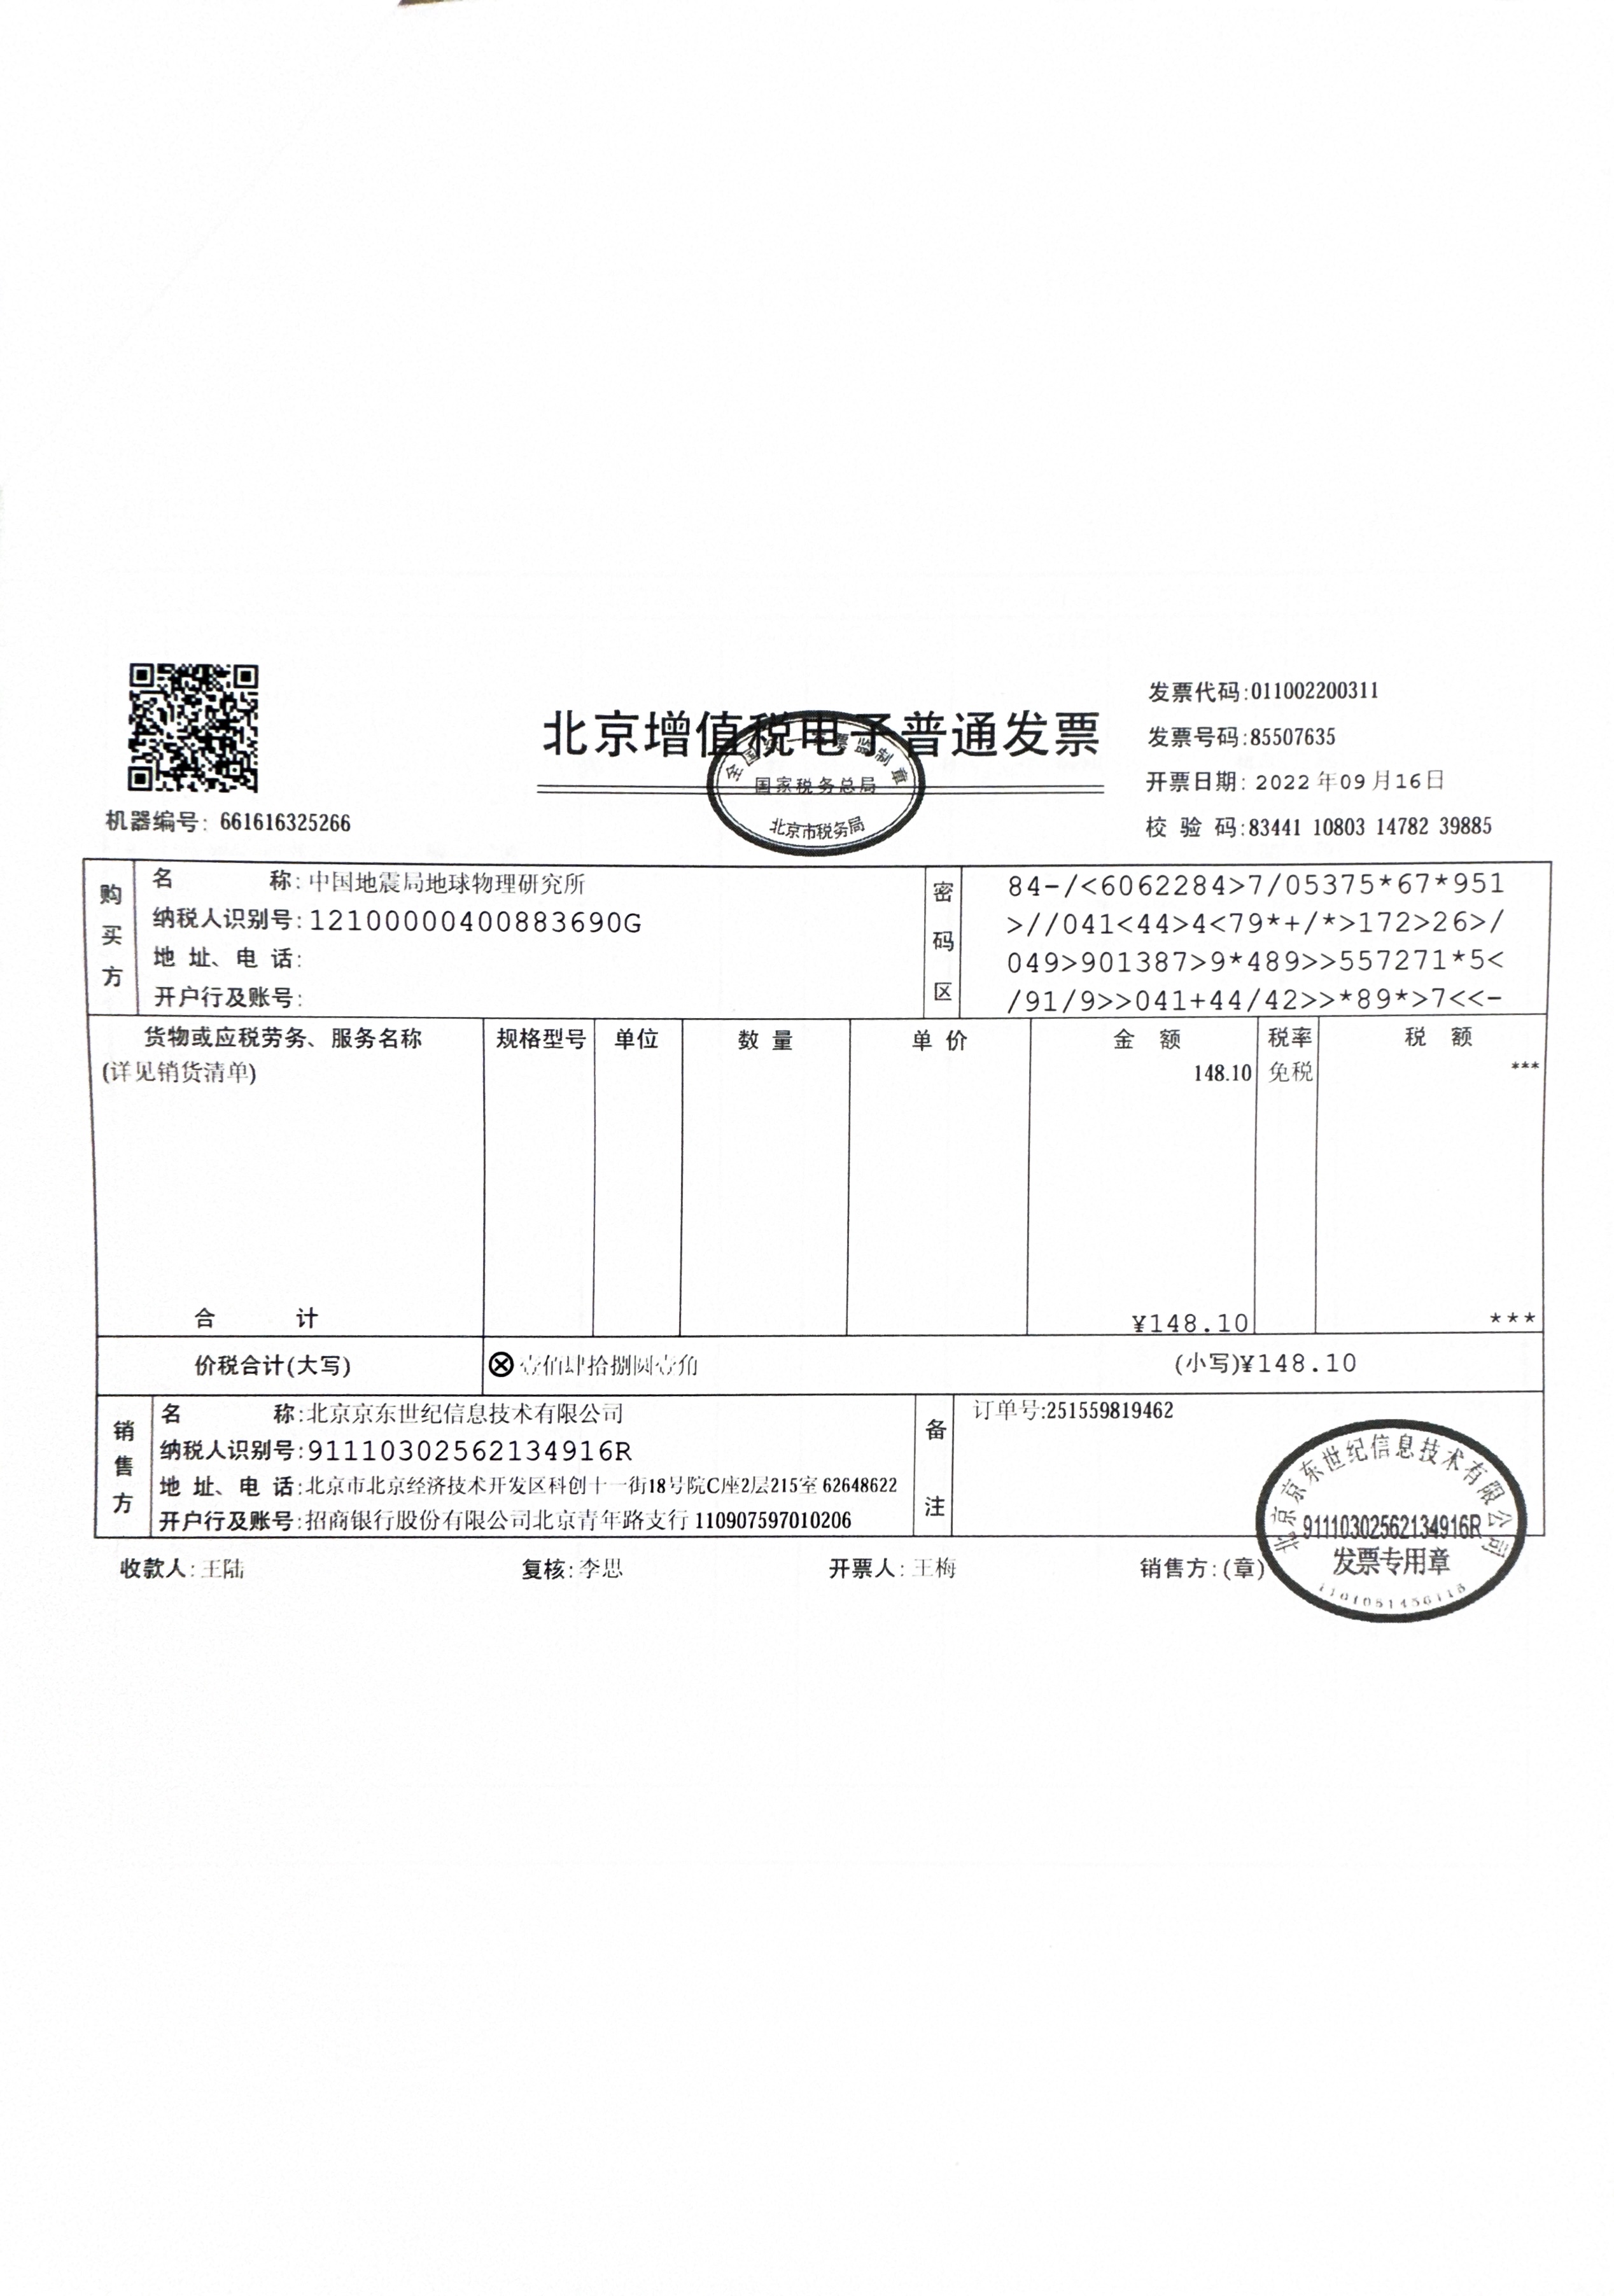 北京增值税电子普通发票
全国统一发票监制章
国家税务总局
北京市税务局
发票代码:011002200311
发票号码:85507635
开票日期: 2022年09月16日
校 验 码:83441 10803 14782 39885
机器编号: 661616325266
购买方
名 称:中国地震局地球物理研究所
纳税人识别号:12100000400883690G
地 址、电 话:
开户行及账号:
密码区
84-/<6062284>7/05375*67*951
>//041<44>4<79*+/*>172>26>/
049>901387>9*489>>557271*5<
/91/9>>041+44/42>>*89*>7<<-
货物或应税劳务、服务名称 规格型号 单位 数 量 单 价 金 额 税率 税 额
(详见销货清单) 148.10 免税 ***
合 计 ¥148.10 ***
价税合计(大写) ⊗壹佰肆拾捌圆壹角 (小写)¥148.10
销售方
名 称:北京京东世纪信息技术有限公司
纳税人识别号:91110302562134916R
地 址、电 话:北京市北京经济技术开发区科创十一街18号院C座2层215室 62648622
开户行及账号:招商银行股份有限公司北京青年路支行 110907597010206
备注
订单号:251559819462
北京京东世纪信息技术有限公司
91110302562134916R
发票专用章
收款人:王陆 复核:李思 开票人:王梅 销售方:(章)